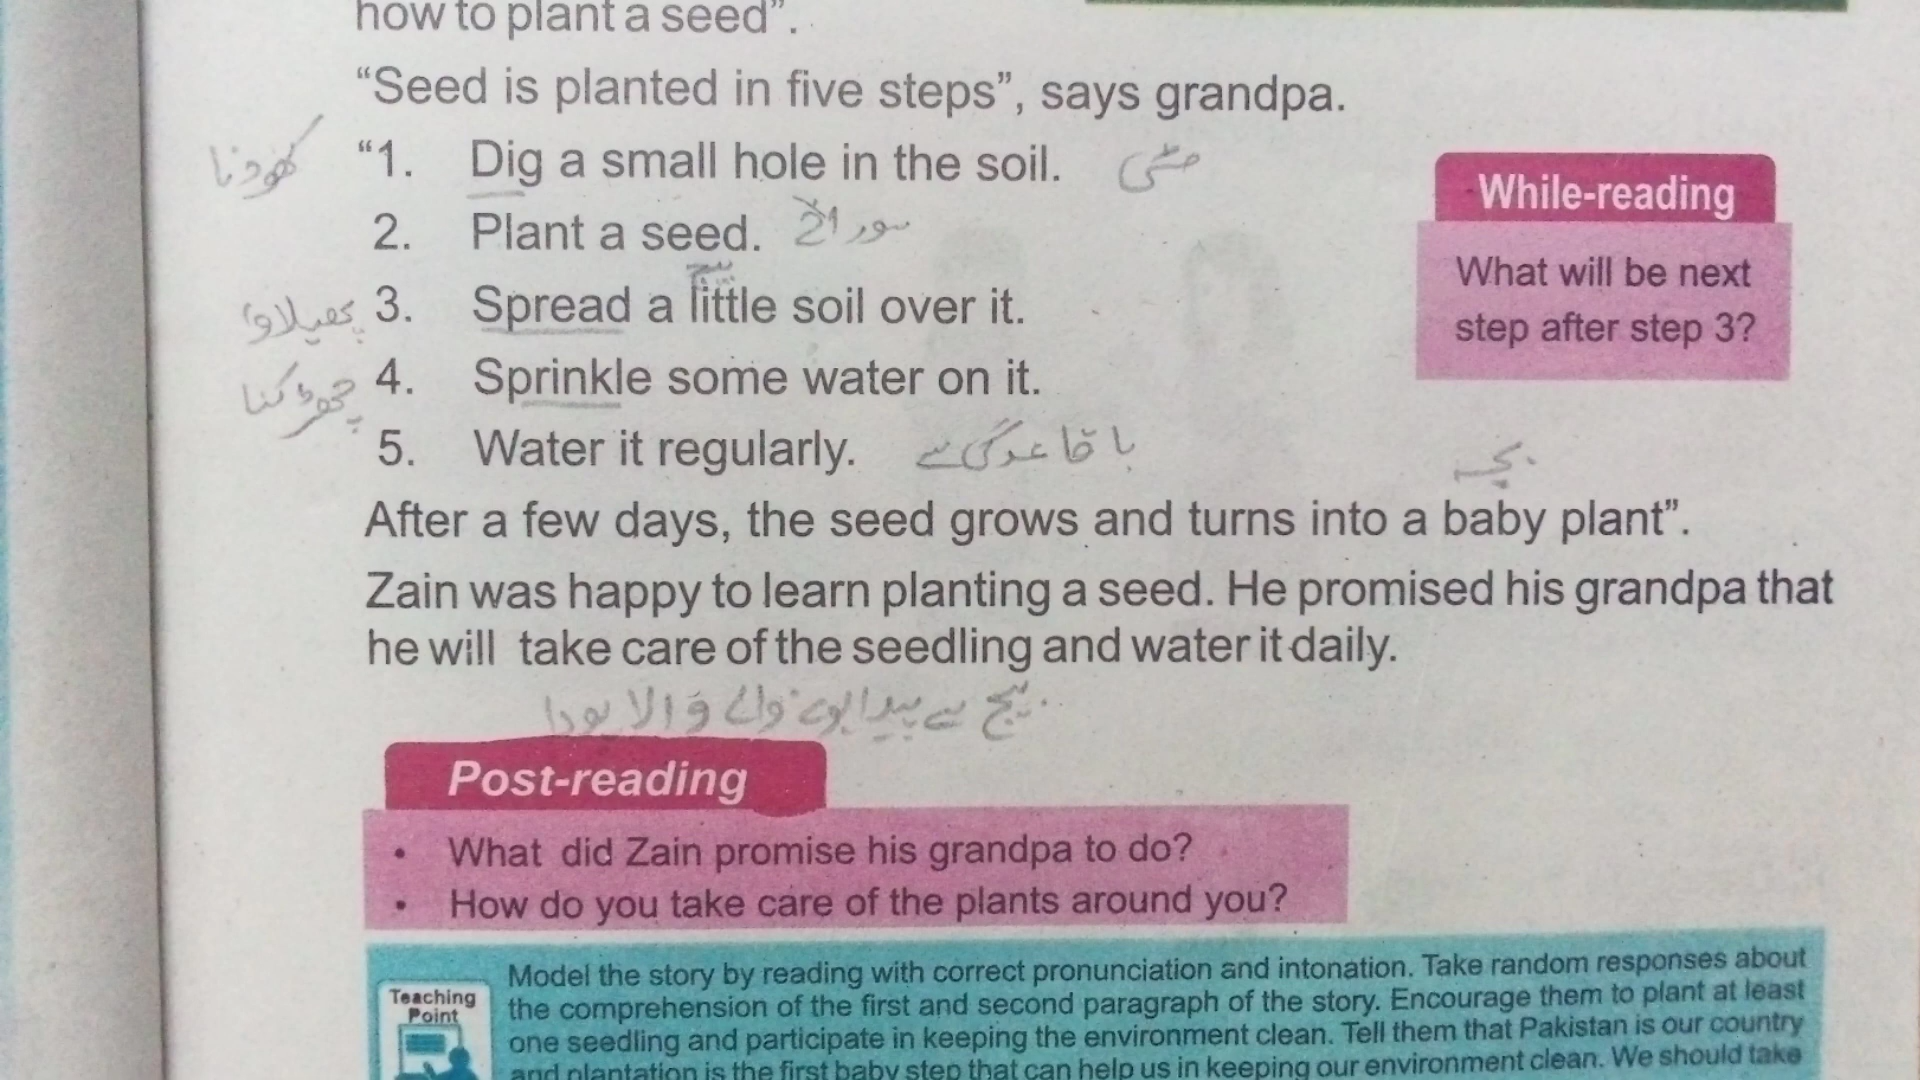 how to plant a seed".
"Seed is planted in five steps", says grandpa.
کھودنا "1. Dig a small hole in the soil. مٹی
2. Plant a seed. سوراخ
بیج
پھیلاؤ 3. Spread a little soil over it.
چھڑکنا 4. Sprinkle some water on it.
5. Water it regularly. باقاعدگی سے
بچہ
After a few days, the seed grows and turns into a baby plant".
Zain was happy to learn planting a seed. He promised his grandpa that
he will take care of the seedling and water it daily.
بیج سے پیدا ہونے والا پودا
While-reading
What will be next
step after step 3?
Post-reading
• What did Zain promise his grandpa to do?
• How do you take care of the plants around you?
Teaching
Point
Model the story by reading with correct pronunciation and intonation. Take random responses about
the comprehension of the first and second paragraph of the story. Encourage them to plant at least
one seedling and participate in keeping the environment clean. Tell them that Pakistan is our country
and plantation is the first baby step that can help us in keeping our environment clean. We should take